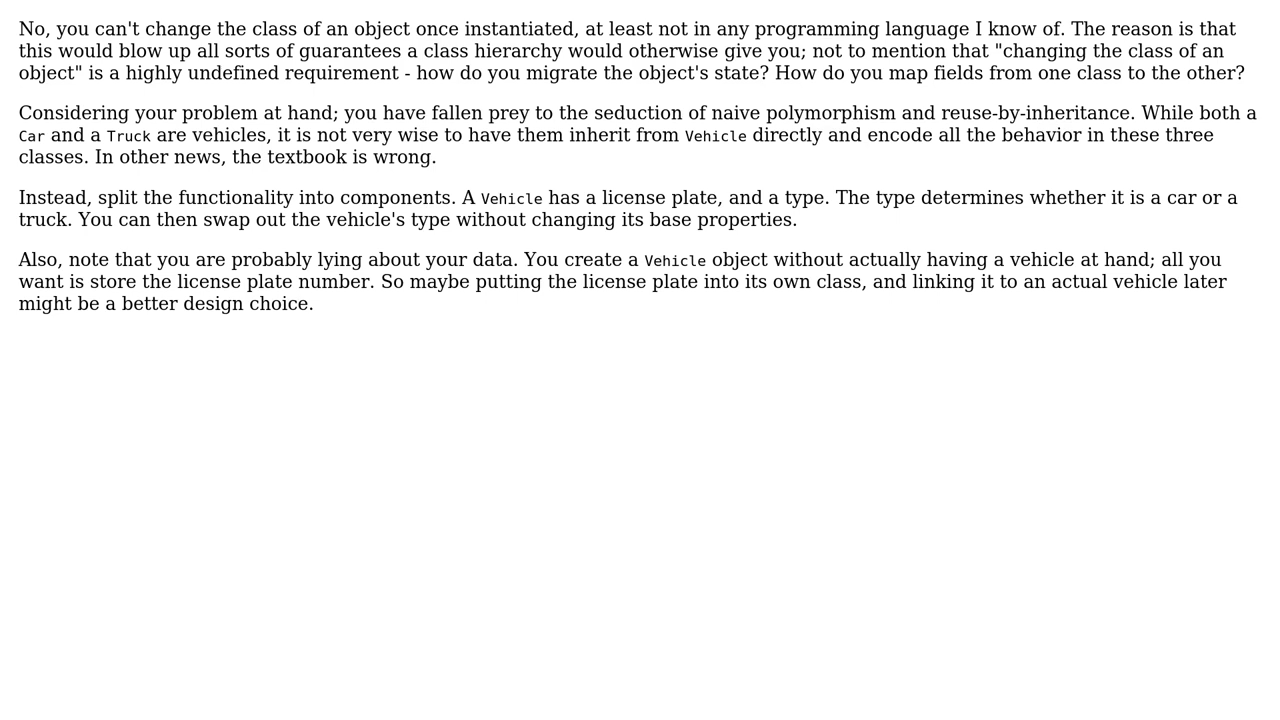 No, you can't change the class of an object once instantiated, at least not in any programming language I know of. The reason is that
this would blow up all sorts of guarantees a class hierarchy would otherwise give you; not to mention that "changing the class of an
object" is a highly undefined requirement - how do you migrate the object's state? How do you map fields from one class to the other?
Considering your problem at hand; you have fallen prey to the seduction of naive polymorphism and reuse-by-inheritance. While both a
Car and a Truck are vehicles, it is not very wise to have them inherit from Vehicle directly and encode all the behavior in these three
classes. In other news, the textbook is wrong.
Instead, split the functionality into components. A Vehicle has a license plate, and a type. The type determines whether it is a car or a
truck. You can then swap out the vehicle's type without changing its base properties.
Also, note that you are probably lying about your data. You create a Vehicle object without actually having a vehicle at hand; all you
want is store the license plate number. So maybe putting the license plate into its own class, and linking it to an actual vehicle later
might be a better design choice.